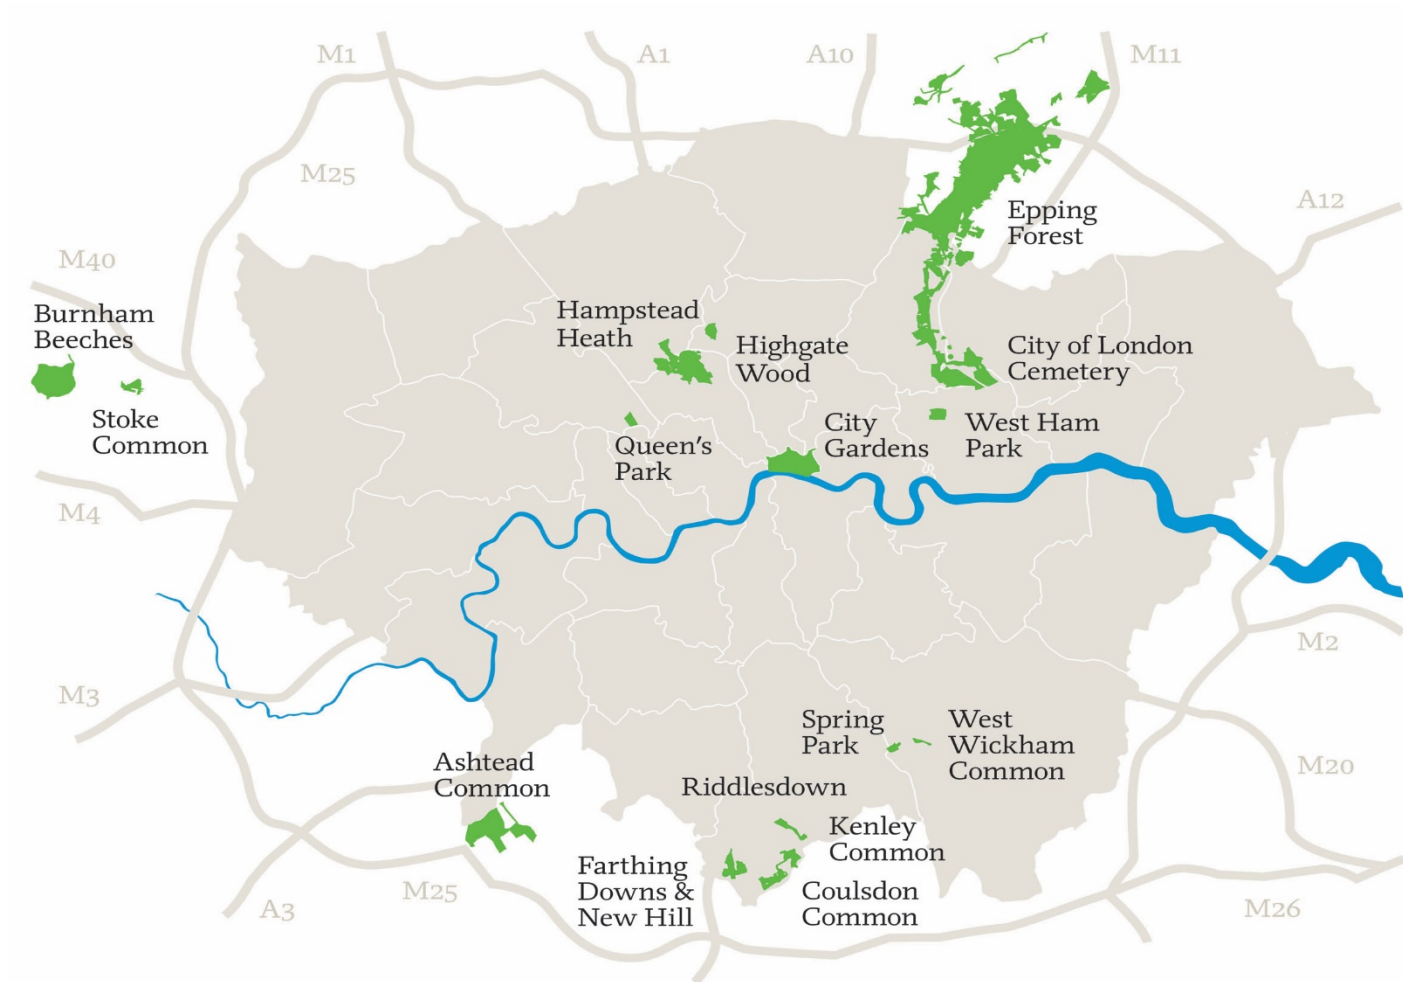 M1
A1
A10
M11
M25
A12
M40
Epping
Forest
Burnham
Beeches
Hampstead
Heath
Highgate
Wood
City of London
Cemetery
Stoke
Common
Queen's
Park
City
Gardens
West Ham
Park
M4
M2
M3
Spring
Park
West
Wickham
Common
M20
Ashtead
Common
Riddlesdown
Kenley
Common
Farthing
Downs &
New Hill
Coulsdon
Common
M25
A3
M26